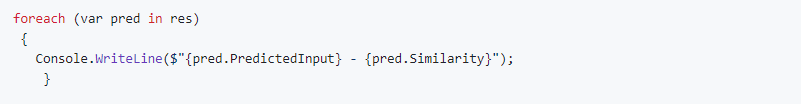 foreach (var pred in res)
{
Console.WriteLine($"{pred.PredictedInput} - {pred.Similarity}");
}